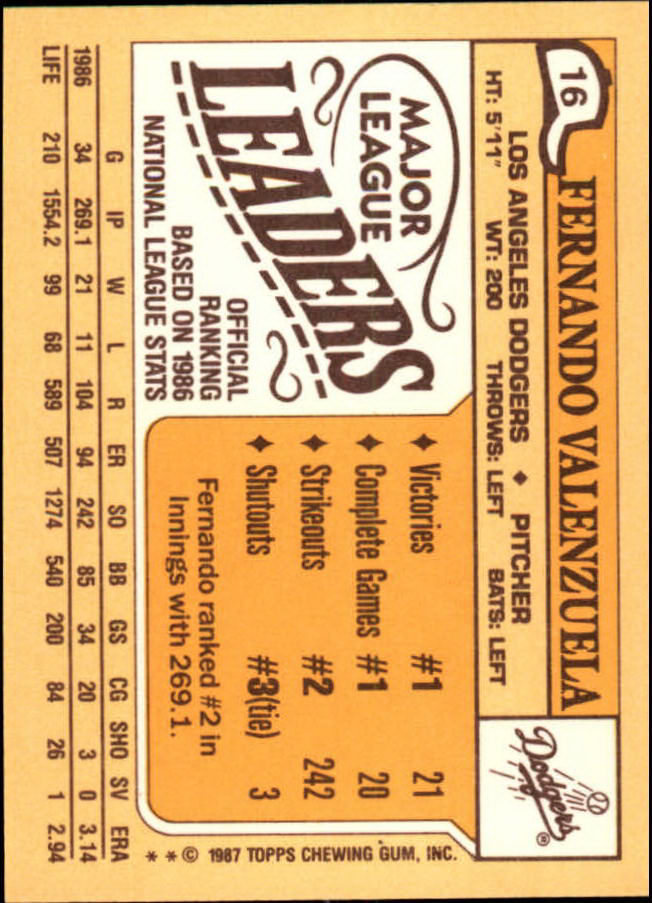 16
FERNANDO VALENZUELA
LOS ANGELES DODGERS ♦ PITCHER
HT: 5'11" WT: 200 THROWS: LEFT BATS: LEFT
Dodgers ®
MAJOR
LEAGUE
LEADERS
OFFICIAL
RANKING
BASED ON 1986
NATIONAL LEAGUE STATS
♦ Victories #1 21
♦ Complete Games #1 20
♦ Strikeouts #2 242
♦ Shutouts #3(tie) 3
Fernando ranked #2 in
Innings with 269.1.
* * © 1987 TOPPS CHEWING GUM, INC.
G IP W L R ER SO BB GS CG SHO SV ERA
1986 34 269.1 21 11 104 94 242 85 34 20 3 0 3.14
LIFE 210 1554.2 99 68 589 507 1274 540 200 84 26 1 2.94